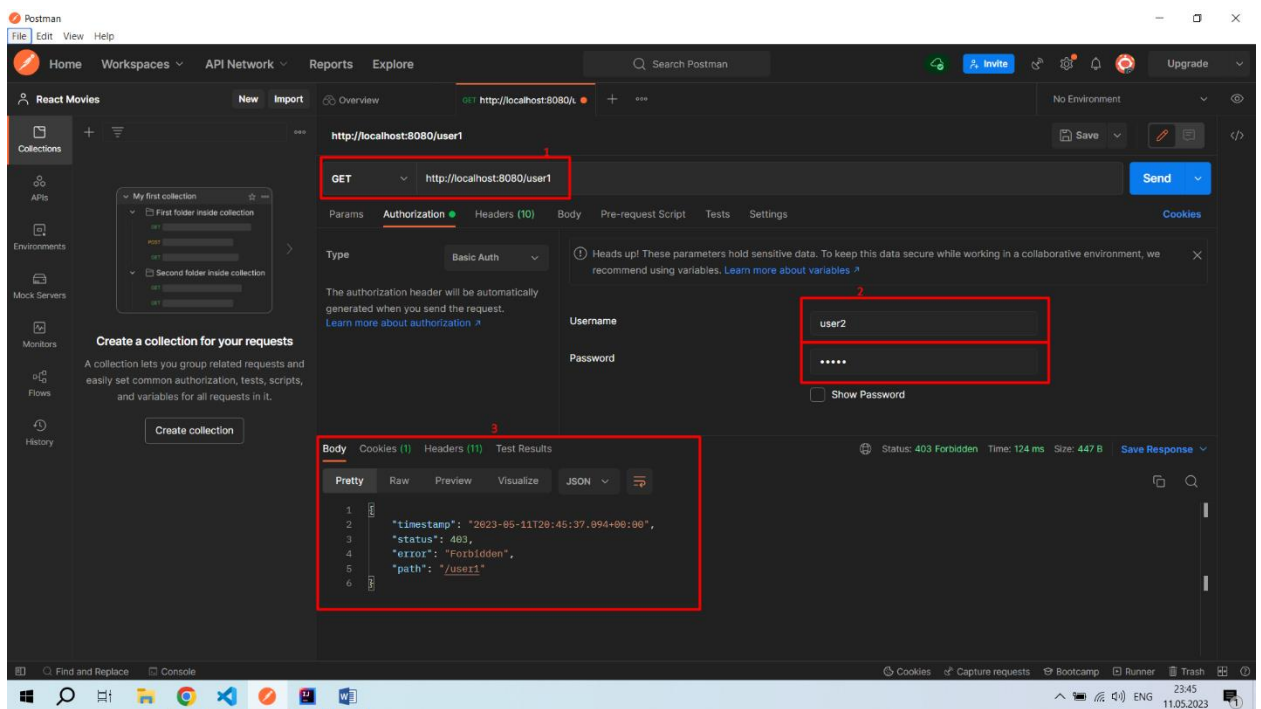 Postman
File Edit View Help
Home Workspaces API Network Reports Explore Search Postman Invite Upgrade
React Movies New Import Overview GET http://localhost:8080/u No Environment
http://localhost:8080/user1 Save
1
GET http://localhost:8080/user1 Send
Params Authorization Headers (10) Body Pre-request Script Tests Settings Cookies
Collections
APIs
Environments
Mock Servers
Monitors
Flows
History
My first collection
First folder inside collection
GET
POST
GET
Second folder inside collection
GET
GET
Create a collection for your requests
A collection lets you group related requests and
easily set common authorization, tests, scripts,
and variables for all requests in it.
Create collection
Type Basic Auth
The authorization header will be automatically
generated when you send the request.
Learn more about authorization
Heads up! These parameters hold sensitive data. To keep this data secure while working in a collaborative environment, we
recommend using variables. Learn more about variables
2
Username user2
Password •••••
Show Password
3
Body Cookies (1) Headers (11) Test Results Status: 403 Forbidden Time: 124 ms Size: 447 B Save Response
Pretty Raw Preview Visualize JSON
1 {
2 "timestamp": "2023-05-11T20:45:37.094+00:00",
3 "status": 403,
4 "error": "Forbidden",
5 "path": "/user1"
6 }
Find and Replace Console Cookies Capture requests Bootcamp Runner Trash
ENG 23:45
11.05.2023